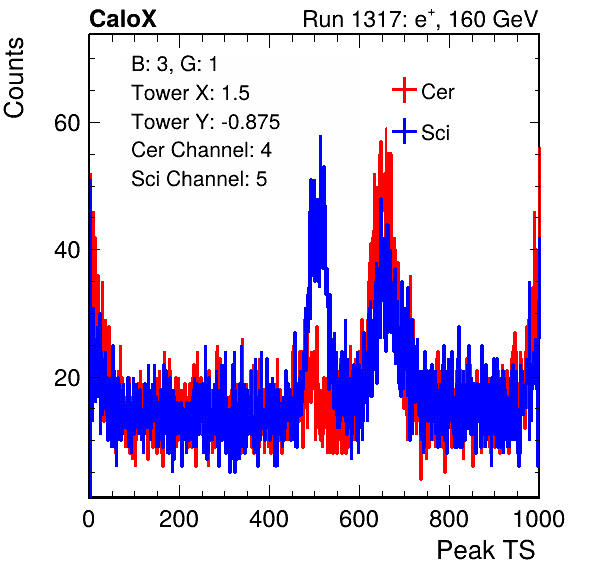 CaloX Run 1317: e⁺, 160 GeV
Counts
B: 3, G: 1
Tower X: 1.5
Tower Y: -0.875
Cer Channel: 4
Sci Channel: 5
Cer
Sci
60
40
20
0 200 400 600 800 1000
Peak TS